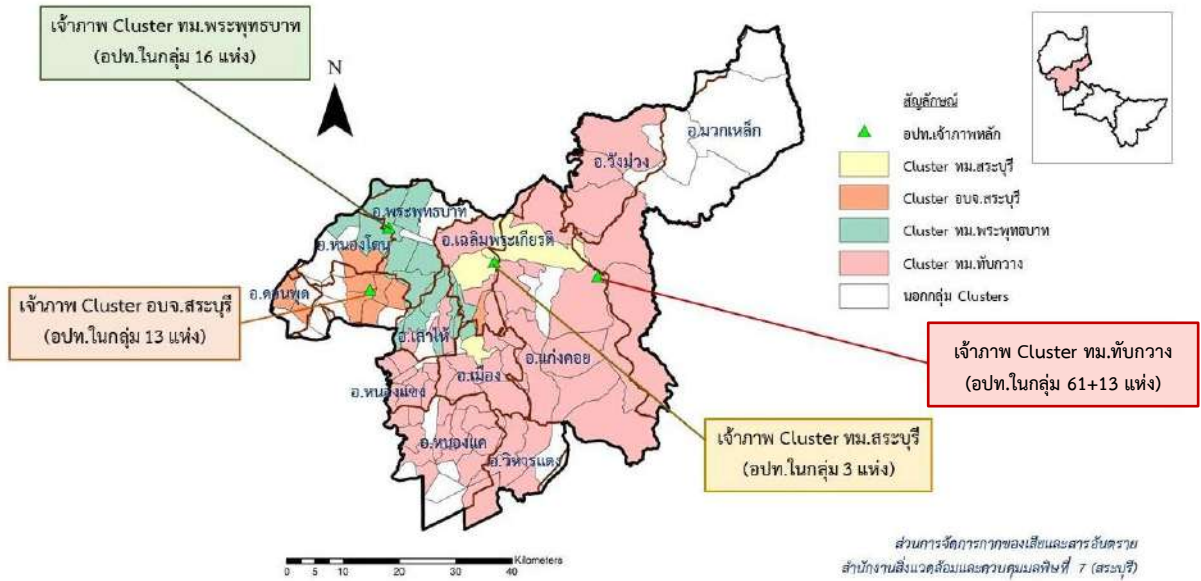 เจ้าภาพ Cluster ทม.พระพุทธบาท
(อปท.ในกลุ่ม 16 แห่ง)
N
สัญลักษณ์
อปท.เจ้าภาพหลัก
Cluster ทม.สระบุรี
Cluster อบจ.สระบุรี
Cluster ทม.พระพุทธบาท
Cluster ทม.ทับกวาง
นอกกลุ่ม Clusters
อ.มวกเหล็ก
อ.วังม่วง
อ.พระพุทธบาท
อ.เฉลิมพระเกียรติ
อ.หนองโดน
อ.ดอนพุด
เจ้าภาพ Cluster อบจ.สระบุรี
(อปท.ในกลุ่ม 13 แห่ง)
อ.เสาไห้
อ.แก่งคอย
อ.เมือง
อ.หนองแซง
อ.หนองแค
อ.วิหารแดง
เจ้าภาพ Cluster ทม.ทับกวาง
(อปท.ในกลุ่ม 61+13 แห่ง)
เจ้าภาพ Cluster ทม.สระบุรี
(อปท.ในกลุ่ม 3 แห่ง)
Kilometers
0 5 10 20 30 40
ส่วนการจัดการกากของเสียและสารอันตราย
สำนักงานสิ่งแวดล้อมและควบคุมมลพิษที่ 7 (สระบุรี)